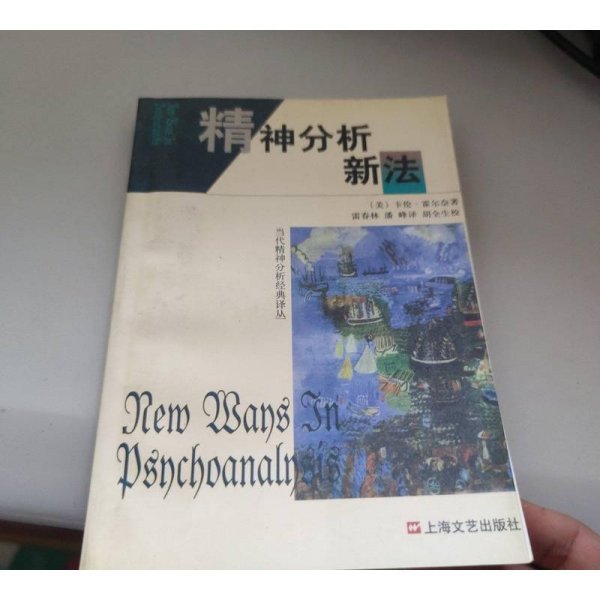 精神分析
新法
(美) 卡伦·霍尔奈著
雷春林 潘 峰译 胡全生校
当代精神分析经典译丛
New Ways In
Psychoanalysis
上海文艺出版社